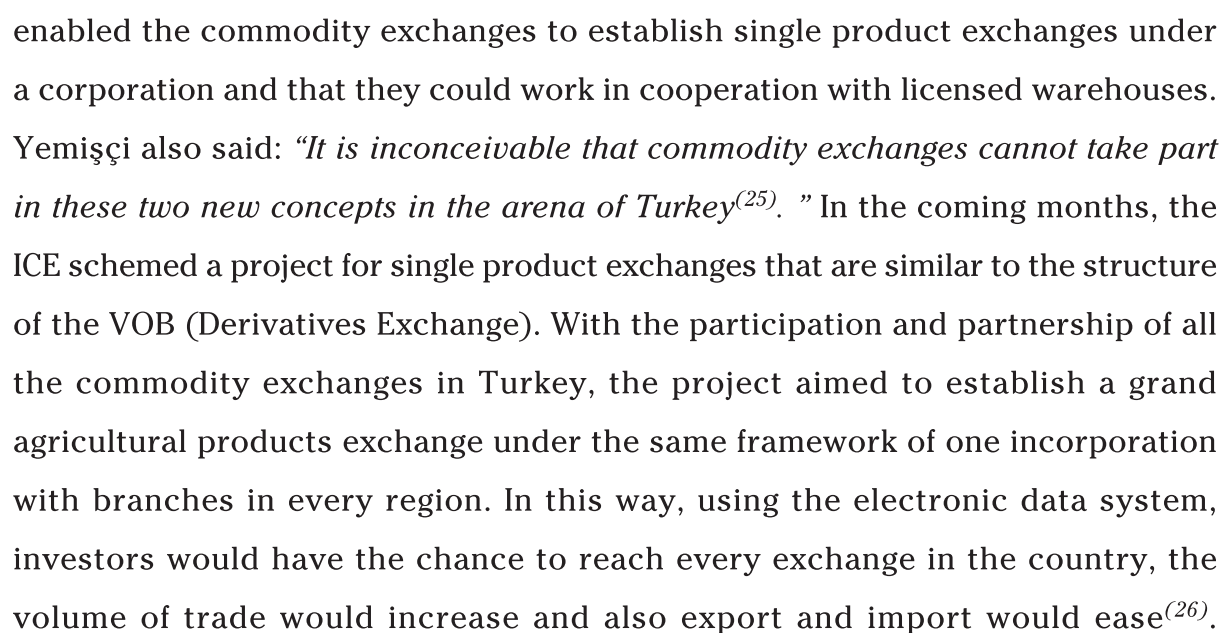 enabled the commodity exchanges to establish single product exchanges under
a corporation and that they could work in cooperation with licensed warehouses.
Yemişçi also said: “It is inconceivable that commodity exchanges cannot take part
in these two new concepts in the arena of Turkey(25). ” In the coming months, the
ICE schemed a project for single product exchanges that are similar to the structure
of the VOB (Derivatives Exchange). With the participation and partnership of all
the commodity exchanges in Turkey, the project aimed to establish a grand
agricultural products exchange under the same framework of one incorporation
with branches in every region. In this way, using the electronic data system,
investors would have the chance to reach every exchange in the country, the
volume of trade would increase and also export and import would ease(26).